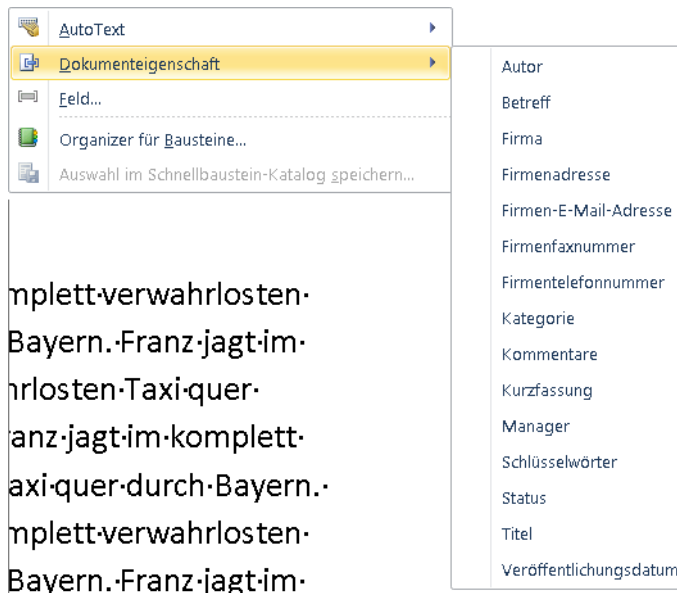 AutoText
Dokumenteigenschaft
Feld...
Organizer für Bausteine...
Auswahl im Schnellbaustein-Katalog speichern...
Autor
Betreff
Firma
Firmenadresse
Firmen-E-Mail-Adresse
Firmenfaxnummer
Firmentelefonnummer
Kategorie
Kommentare
Kurzfassung
Manager
Schlüsselwörter
Status
Titel
Veröffentlichungsdatum
mplett·verwahrlosten·
Bayern.·Franz·jagt·im·
hrlosten·Taxi·quer·
anz·jagt·im·komplett·
axi·quer·durch·Bayern.·
mplett·verwahrlosten·
Bayern.·Franz·jagt·im·